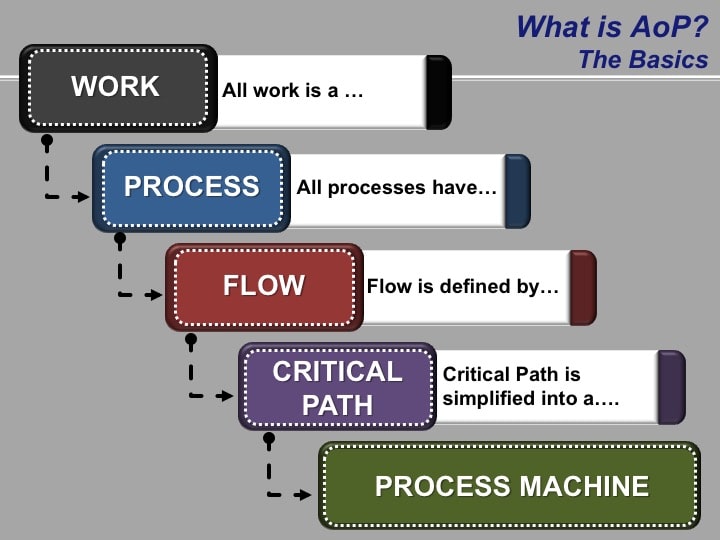 What is AoP?
The Basics
WORK
All work is a …
PROCESS
All processes have…
FLOW
Flow is defined by…
CRITICAL
PATH
Critical Path is
simplified into a….
PROCESS MACHINE